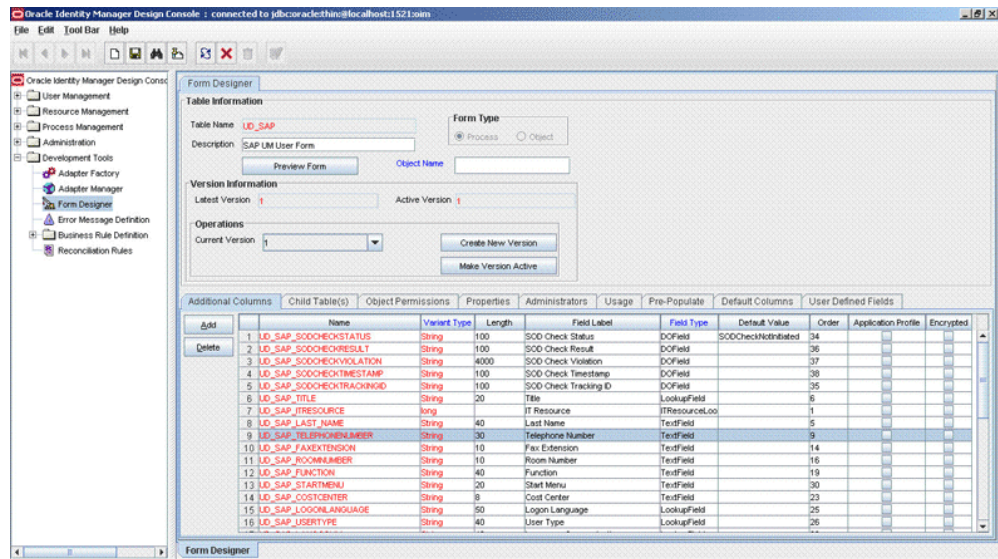 Oracle Identity Manager Design Console : connected to jdbc:oracle:thin:@localhost:1521:oim
File Edit Tool Bar Help
Oracle Identity Manager Design Consc
User Management
Resource Management
Process Management
Administration
Development Tools
Adapter Factory
Adapter Manager
Form Designer
Error Message Definition
Business Rule Definition
Reconciliation Rules
Form Designer
Table Information
Table Name UD_SAP
Form Type
Process Object
Description SAP UM User Form
Preview Form
Object Name
Version Information
Latest Version 1 Active Version 1
Operations
Current Version 1
Create New Version
Make Version Active
Additional Columns Child Table(s) Object Permissions Properties Administrators Usage Pre-Populate Default Columns User Defined Fields
Add
Delete
Name Variant Type Length Field Label Field Type Default Value Order Application Profile Encrypted
1 UD_SAP_SODCHECKSTATUS String 100 SOD Check Status DOField SODCheckNotInitiated 34
2 UD_SAP_SODCHECKRESULT String 100 SOD Check Result DOField 36
3 UD_SAP_SODCHECKVIOLATION String 4000 SOD Check Violation DOField 37
4 UD_SAP_SODCHECKTIMESTAMP String 100 SOD Check Timestamp DOField 38
5 UD_SAP_SODCHECKTRACKINGID String 100 SOD Check Tracking ID DOField 35
6 UD_SAP_TITLE String 20 Title LookupField 6
7 UD_SAP_ITRESOURCE long IT Resource ITResourceLoo 1
8 UD_SAP_LAST_NAME String 40 Last Name TextField 5
9 UD_SAP_TELEPHONENUMBER String 30 Telephone Number TextField 9
10 UD_SAP_FAXEXTENSION String 10 Fax Extension TextField 14
11 UD_SAP_ROOMNUMBER String 10 Room Number TextField 16
12 UD_SAP_FUNCTION String 40 Function TextField 19
13 UD_SAP_STARTMENU String 20 Start Menu TextField 30
14 UD_SAP_COSTCENTER String 8 Cost Center TextField 23
15 UD_SAP_LOGONLANGUAGE String 50 Logon Language LookupField 25
16 UD_SAP_USERTYPE String 40 User Type LookupField 26
Form Designer